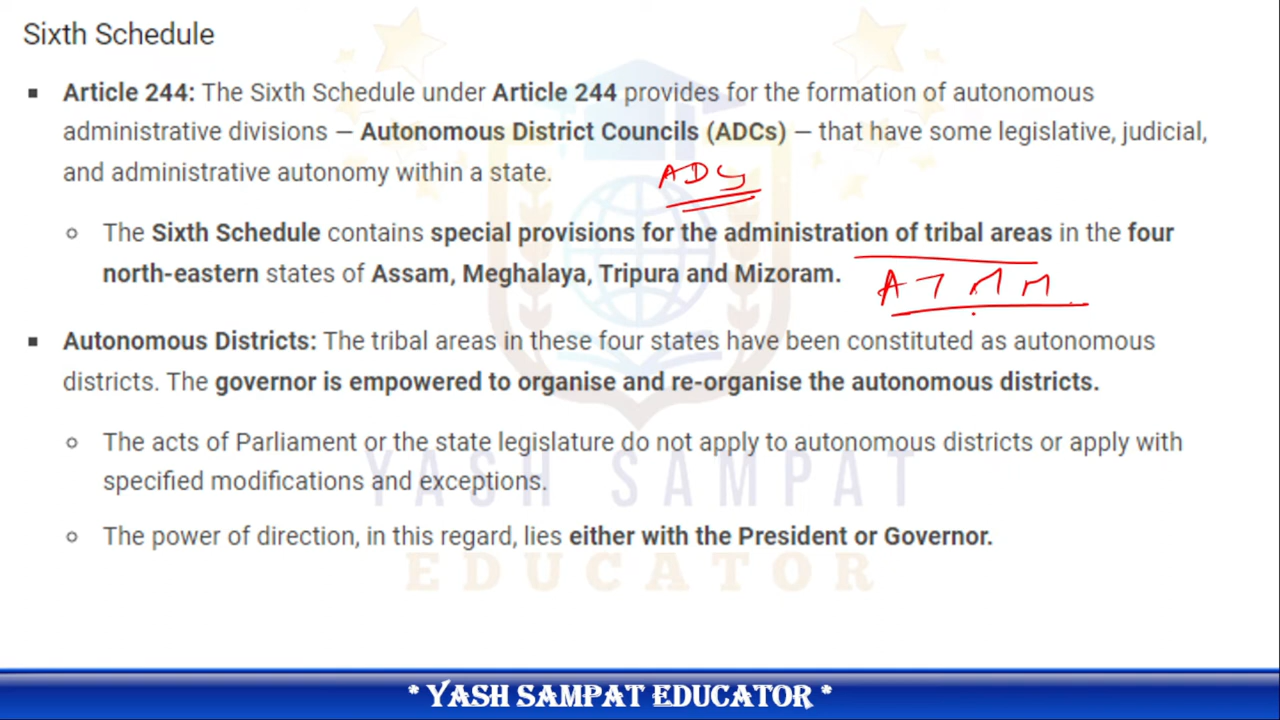 Sixth Schedule
▪ Article 244: The Sixth Schedule under Article 244 provides for the formation of autonomous
administrative divisions — Autonomous District Councils (ADCs) — that have some legislative, judicial,
and administrative autonomy within a state.
○ The Sixth Schedule contains special provisions for the administration of tribal areas in the four
north-eastern states of Assam, Meghalaya, Tripura and Mizoram.
A T M M
▪ Autonomous Districts: The tribal areas in these four states have been constituted as autonomous
districts. The governor is empowered to organise and re-organise the autonomous districts.
○ The acts of Parliament or the state legislature do not apply to autonomous districts or apply with
specified modifications and exceptions.
○ The power of direction, in this regard, lies either with the President or Governor.
YASH SAMPAT
EDUCATOR
* YASH SAMPAT EDUCATOR *